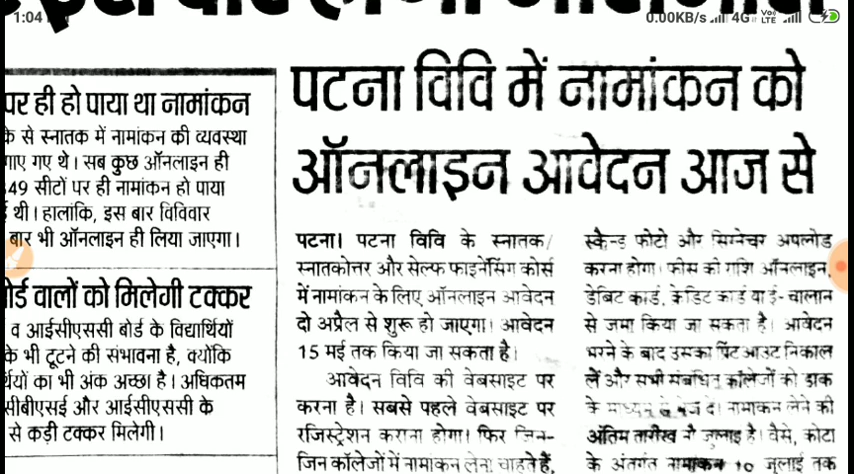 1:04
0.00KB/s 4G VoLTE
पर ही हो पाया था नामांकन
के से स्नातक में नामांकन की व्यवस्था
गाए गए थे। सब कुछ ऑनलाइन ही
49 सीटों पर ही नामांकन हो पाया
थी। हालांकि, इस बार विविवार
बार भी ऑनलाइन ही लिया जाएगा।
वालों को मिलेगी टक्कर
व आईसीएससी बोर्ड के विद्यार्थियों
के भी टूटने की संभावना है, क्योंकि
का भी अंक अच्छा है। अधिकतम
सीबीएसई और आईसीएससी के
से कड़ी टक्कर मिलेगी।
पटना विवि में नामांकन को
ऑनलाइन आवेदन आज से
पटना। पटना विवि के स्नातक/
स्नातकोत्तर और सेल्फ फाइनेंसिंग कोर्स
में नामांकन के लिए ऑनलाइन आवेदन
दो अप्रैल से शुरू हो जाएगा। आवेदन
15 मई तक किया जा सकता है।
आवेदन विवि की वेबसाइट पर
करना है। सबसे पहले वेबसाइट पर
रजिस्ट्रेशन कराना होगा। फिर जिन-
जिन कॉलेजों में नामांकन लेना चाहते हैं,
स्कैन्ड फोटो और सिग्नेचर अपलोड
करना होगा। फीस की राशि ऑनलाइन,
डेबिट कार्ड, क्रेडिट कार्ड या ई- चालान
से जमा किया जा सकता है। आवेदन
भरने के बाद उसका प्रिंटआउट निकाल
लें और सभी संबंधित कॉलेजों को डाक
के माध्यम से भेज दें। नामांकन लेने की
अंतिम तारीख नौ जुलाई है। वैसे, कोटा
के अंतर्गत नामांकन 10 जुलाई तक